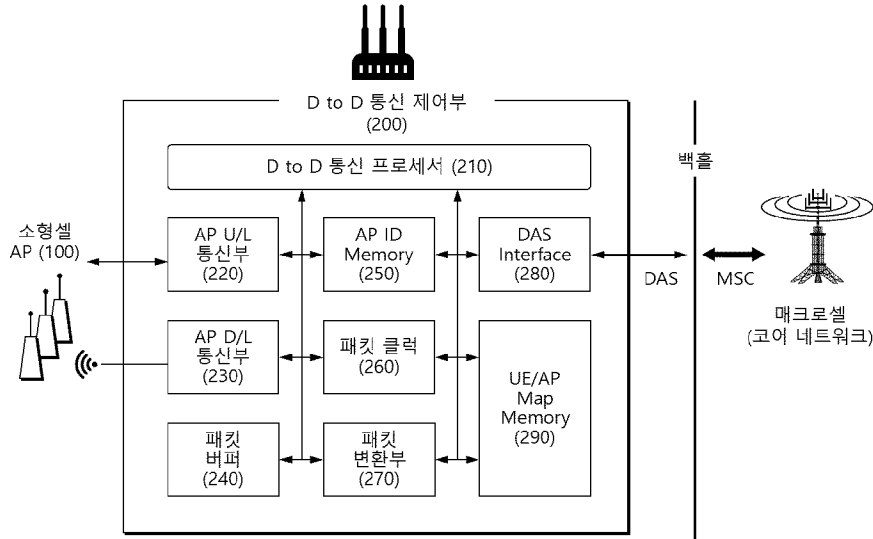 D to D 통신 제어부
(200)
D to D 통신 프로세서 (210)
백홀
소형셀
AP (100)
AP U/L
통신부
(220)
AP ID
Memory
(250)
DAS
Interface
(280)
DAS
MSC
매크로셀
(코어 네트워크)
AP D/L
통신부
(230)
패킷 클럭
(260)
UE/AP
Map
Memory
(290)
패킷
버퍼
(240)
패킷
변환부
(270)